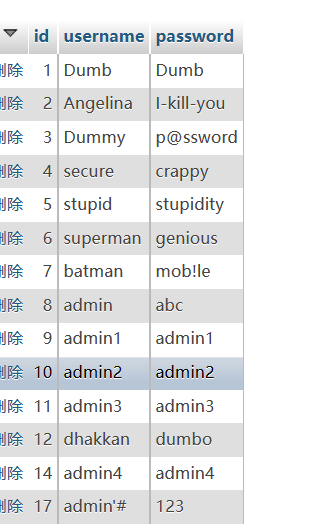 id username password
删除 1 Dumb Dumb
删除 2 Angelina I-kill-you
删除 3 Dummy p@ssword
删除 4 secure crappy
删除 5 stupid stupidity
删除 6 superman genious
删除 7 batman mob!le
删除 8 admin abc
删除 9 admin1 admin1
删除 10 admin2 admin2
删除 11 admin3 admin3
删除 12 dhakkan dumbo
删除 14 admin4 admin4
删除 17 admin'# 123